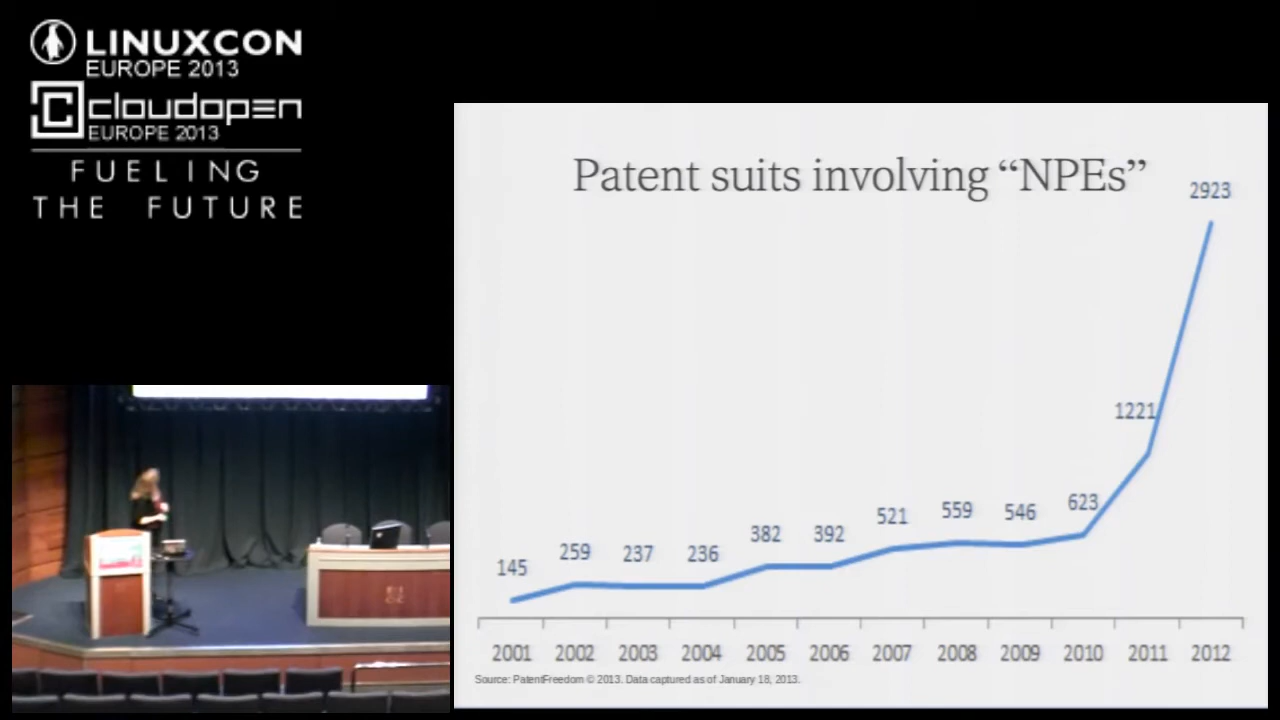 LINUXCON
EUROPE 2013
cloudopen
EUROPE 2013
FUELING
THE FUTURE
Patent suits involving “NPEs”
2923
1221
623
546
559
521
392
382
236
237
259
145
2001 2002 2003 2004 2005 2006 2007 2008 2009 2010 2011 2012
Source: PatentFreedom © 2013. Data captured as of January 18, 2013.